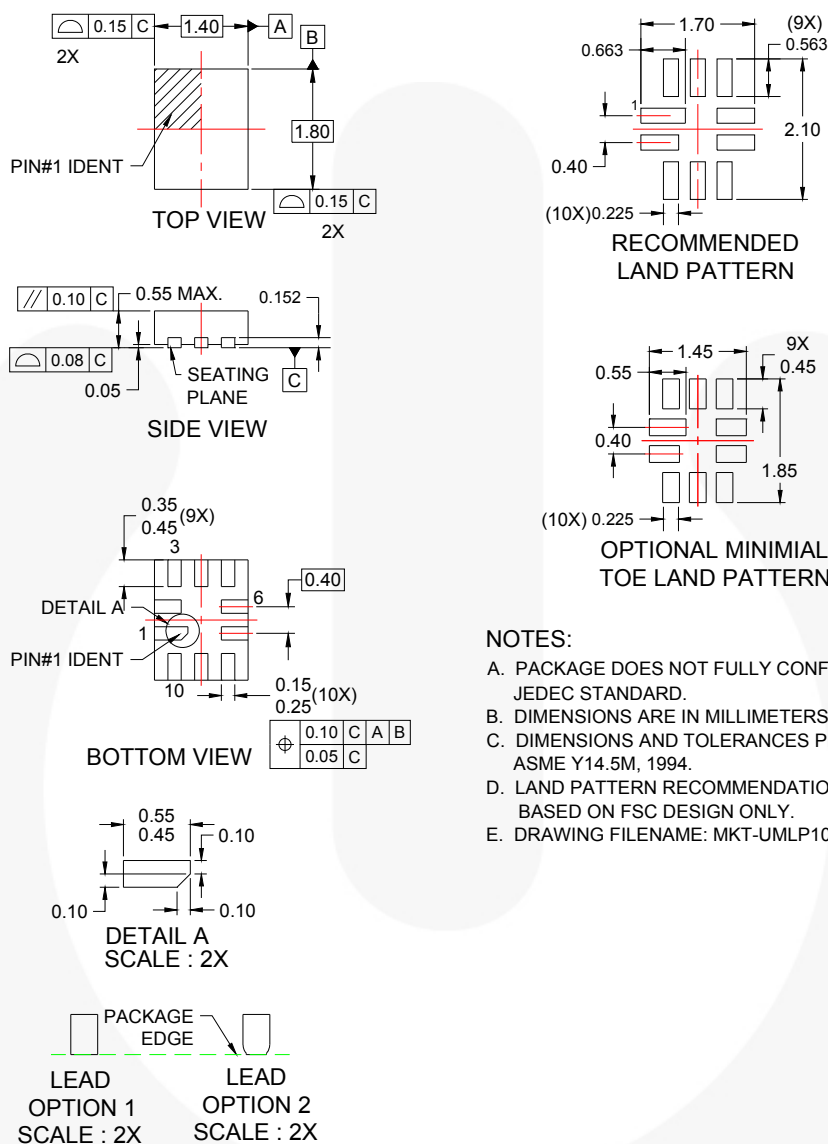 0.15 C
1.40
A
2X
B
1.80
PIN#1 IDENT
0.15 C
TOP VIEW
2X
1.70
(9X)
0.663
0.563
1
2.10
0.40
(10X)0.225
RECOMMENDED
LAND PATTERN
// 0.10 C
0.55 MAX.
0.152
0.08 C
0.05
SEATING
PLANE
C
SIDE VIEW
1.45
9X
0.45
0.55
0.40
1.85
(10X) 0.225
OPTIONAL MINIMIAL
TOE LAND PATTERN
0.35
0.45
(9X)
3
0.40
DETAIL A
6
1
PIN#1 IDENT
10
0.15
0.25
(10X)
0.10 C A B
0.05 C
BOTTOM VIEW
NOTES:
A. PACKAGE DOES NOT FULLY CONF
JEDEC STANDARD.
B. DIMENSIONS ARE IN MILLIMETERS
C. DIMENSIONS AND TOLERANCES P
ASME Y14.5M, 1994.
D. LAND PATTERN RECOMMENDATIO
BASED ON FSC DESIGN ONLY.
E. DRAWING FILENAME: MKT-UMLP10
0.55
0.45
0.10
0.10
0.10
DETAIL A
SCALE : 2X
PACKAGE
EDGE
LEAD
OPTION 1
SCALE : 2X
LEAD
OPTION 2
SCALE : 2X